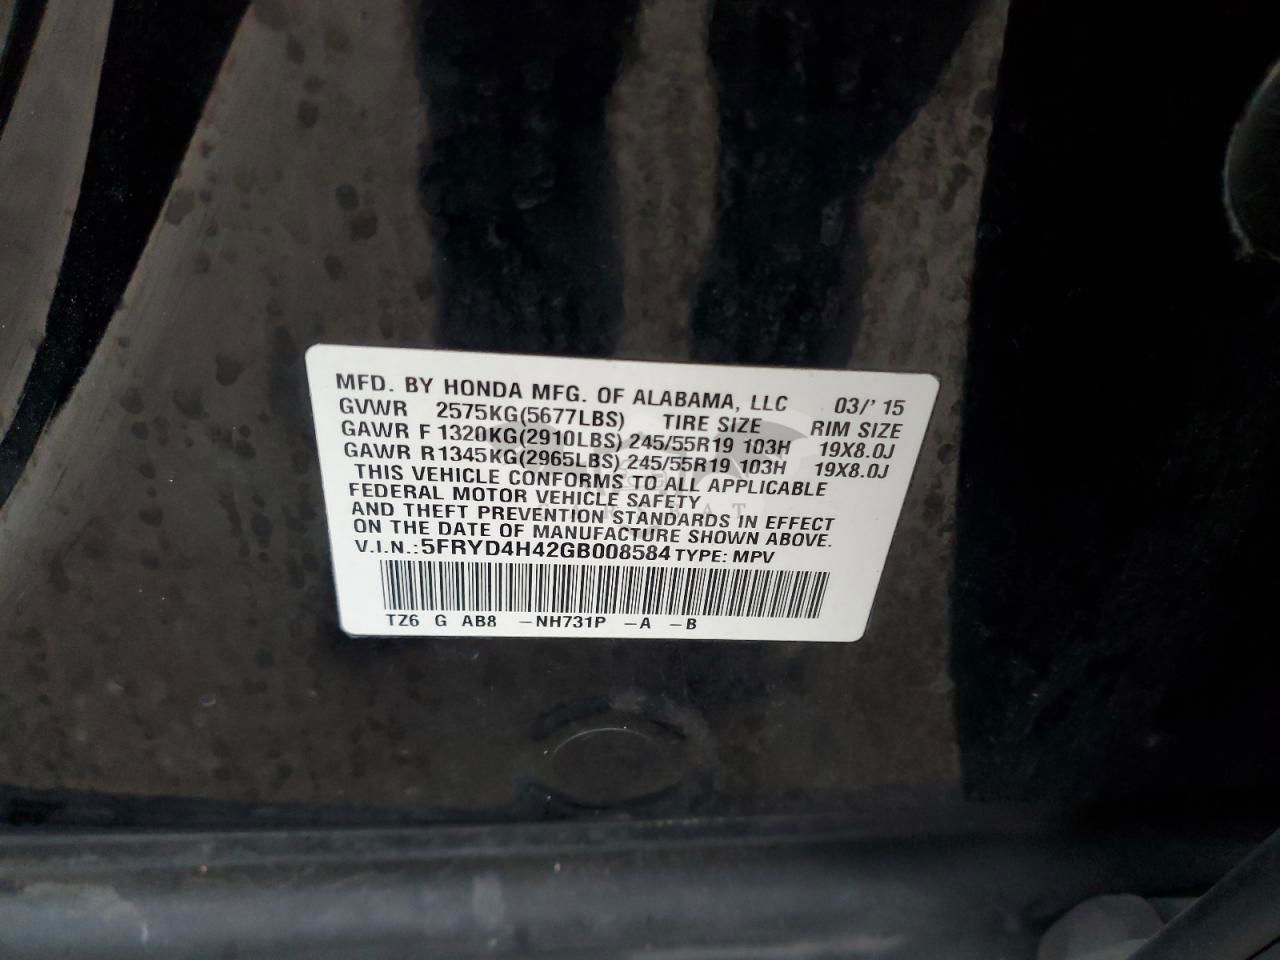 MFD. BY HONDA MFG. OF ALABAMA, LLC 03/'15
GVWR 2575KG(5677LBS) TIRE SIZE RIM SIZE
GAWR F 1320KG(2910LBS) 245/55R19 103H 19X8.0J
GAWR R 1345KG(2965LBS) 245/55R19 103H 19X8.0J
THIS VEHICLE CONFORMS TO ALL APPLICABLE
FEDERAL MOTOR VEHICLE SAFETY
AND THEFT PREVENTION STANDARDS IN EFFECT
ON THE DATE OF MANUFACTURE SHOWN ABOVE.
V.I.N.: 5FRYD4H42GB008584 TYPE: MPV
TZ6 G AB8 -NH731P -A -B